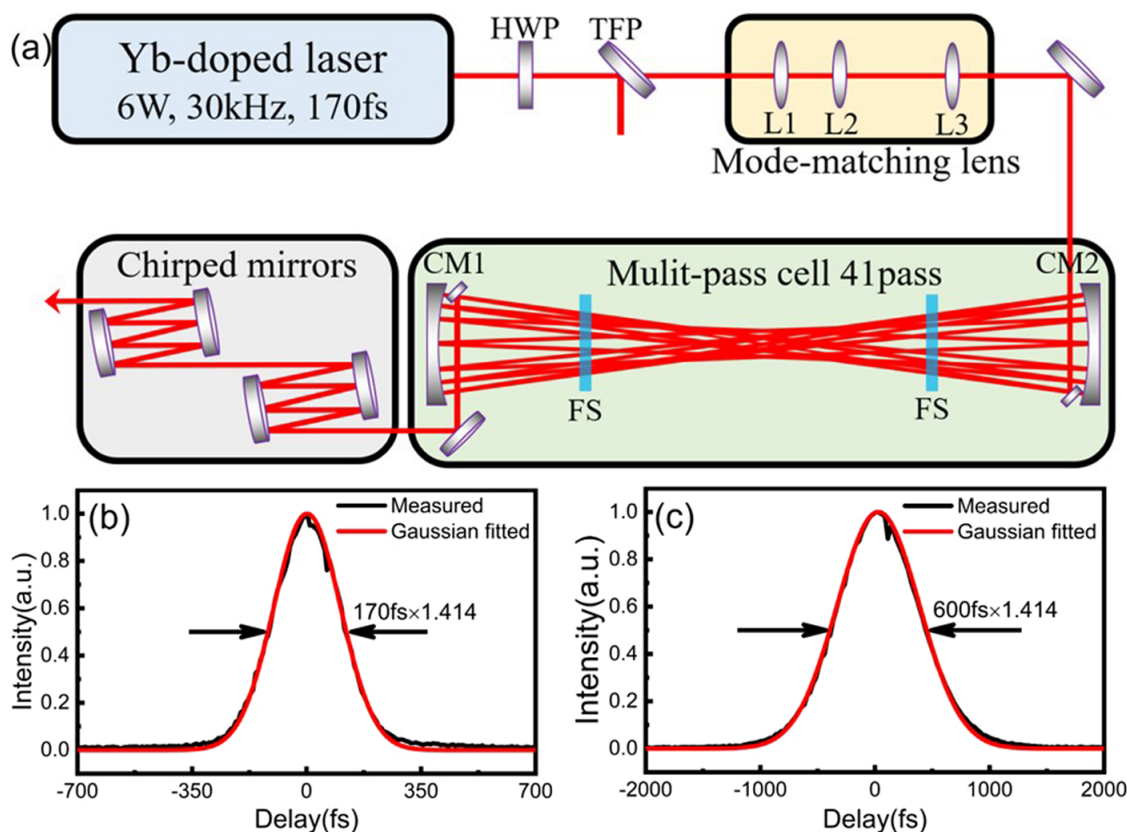 (a)
Yb-doped laser
6W, 30kHz, 170fs
HWP
TFP
L1
L2
L3
Mode-matching lens
Chirped mirrors
CM1
Mulit-pass cell 41pass
CM2
FS
FS
(b)
Measured
Gaussian fitted
170fs×1.414
Intensity(a.u.)
1.0
0.8
0.6
0.4
0.2
0.0
-700
-350
0
350
700
Delay(fs)
(c)
Measured
Gaussian fitted
600fs×1.414
Intensity(a.u.)
1.0
0.8
0.6
0.4
0.2
0.0
-2000
-1000
0
1000
2000
Delay(fs)